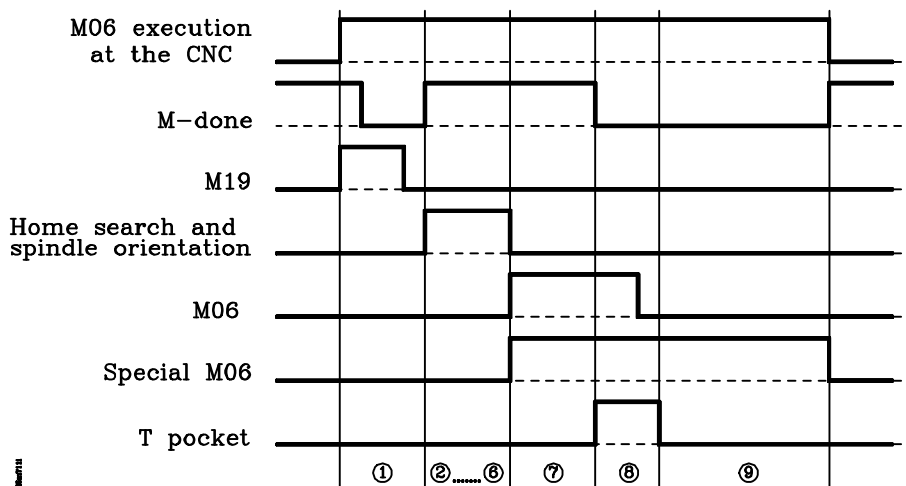 M06 execution
at the CNC
M-done
M19
Home search and
spindle orientation
M06
Special M06
T pocket
① ②.......⑥ ⑦ ⑧ ⑨